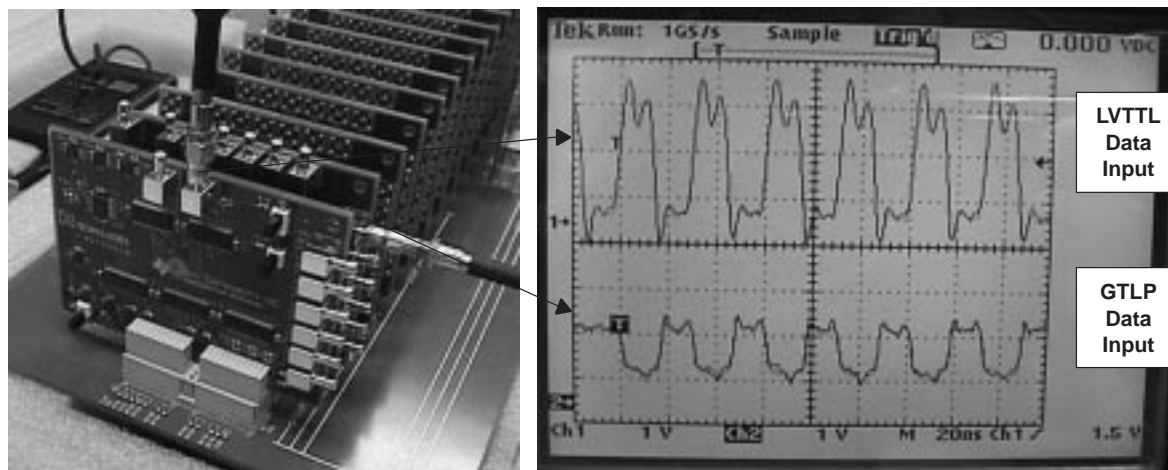 Tek Run: 1GS/s Sample
0.000 VDC
T
LVTTL
Data
Input
T
1
GTLP
Data
Input
T
Ch1 1 V 1 V M 20ns Ch1 1.5 V